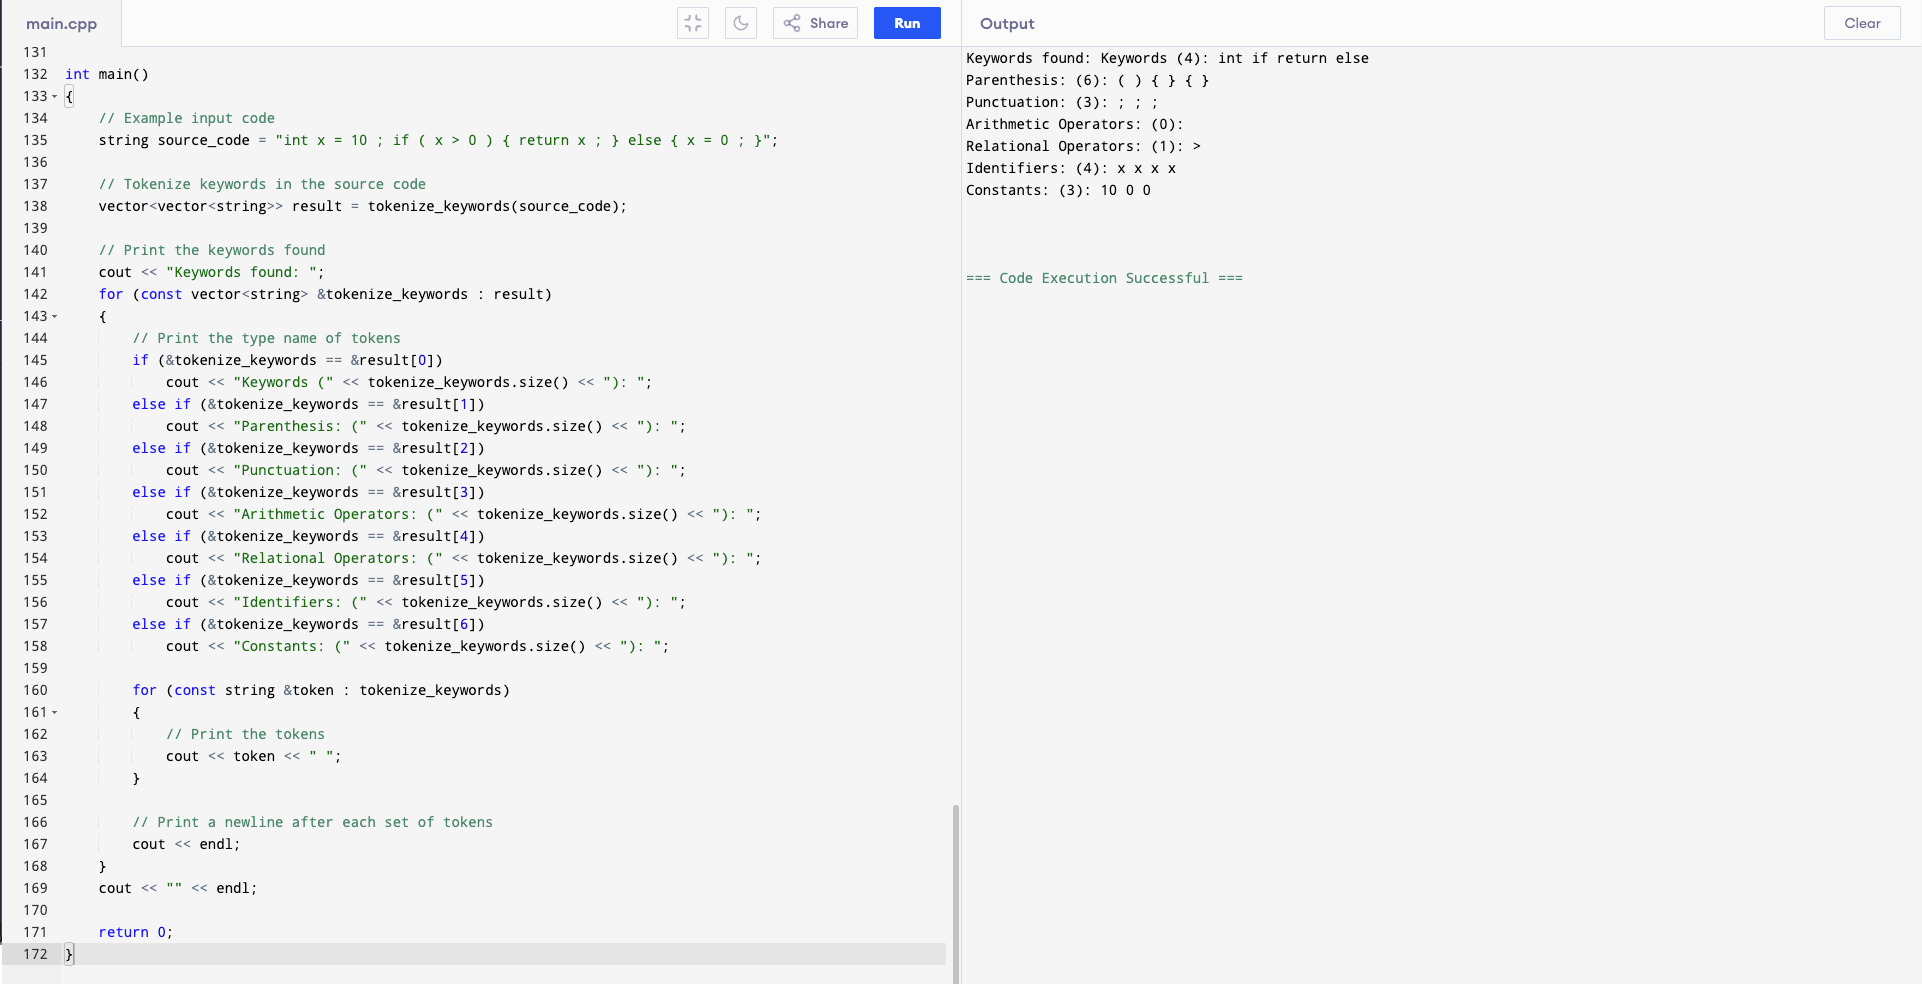 main.cpp
Share
Run
Output
Clear
131
132 int main()
133 {
134     // Example input code
135     string source_code = "int x = 10 ; if ( x > 0 ) { return x ; } else { x = 0 ; }";
136
137     // Tokenize keywords in the source code
138     vector<vector<string>> result = tokenize_keywords(source_code);
139
140     // Print the keywords found
141     cout << "Keywords found: ";
142     for (const vector<string> &tokenize_keywords : result)
143     {
144         // Print the type name of tokens
145         if (&tokenize_keywords == &result[0])
146             cout << "Keywords (" << tokenize_keywords.size() << "): ";
147         else if (&tokenize_keywords == &result[1])
148             cout << "Parenthesis: (" << tokenize_keywords.size() << "): ";
149         else if (&tokenize_keywords == &result[2])
150             cout << "Punctuation: (" << tokenize_keywords.size() << "): ";
151         else if (&tokenize_keywords == &result[3])
152             cout << "Arithmetic Operators: (" << tokenize_keywords.size() << "): ";
153         else if (&tokenize_keywords == &result[4])
154             cout << "Relational Operators: (" << tokenize_keywords.size() << "): ";
155         else if (&tokenize_keywords == &result[5])
156             cout << "Identifiers: (" << tokenize_keywords.size() << "): ";
157         else if (&tokenize_keywords == &result[6])
158             cout << "Constants: (" << tokenize_keywords.size() << "): ";
159
160         for (const string &token : tokenize_keywords)
161         {
162             // Print the tokens
163             cout << token << " ";
164         }
165
166         // Print a newline after each set of tokens
167         cout << endl;
168     }
169     cout << "" << endl;
170
171     return 0;
172 }
Keywords found: Keywords (4): int if return else
Parenthesis: (6): ( ) { } { }
Punctuation: (3): ; ; ;
Arithmetic Operators: (0):
Relational Operators: (1): >
Identifiers: (4): x x x x
Constants: (3): 10 0 0
=== Code Execution Successful ===